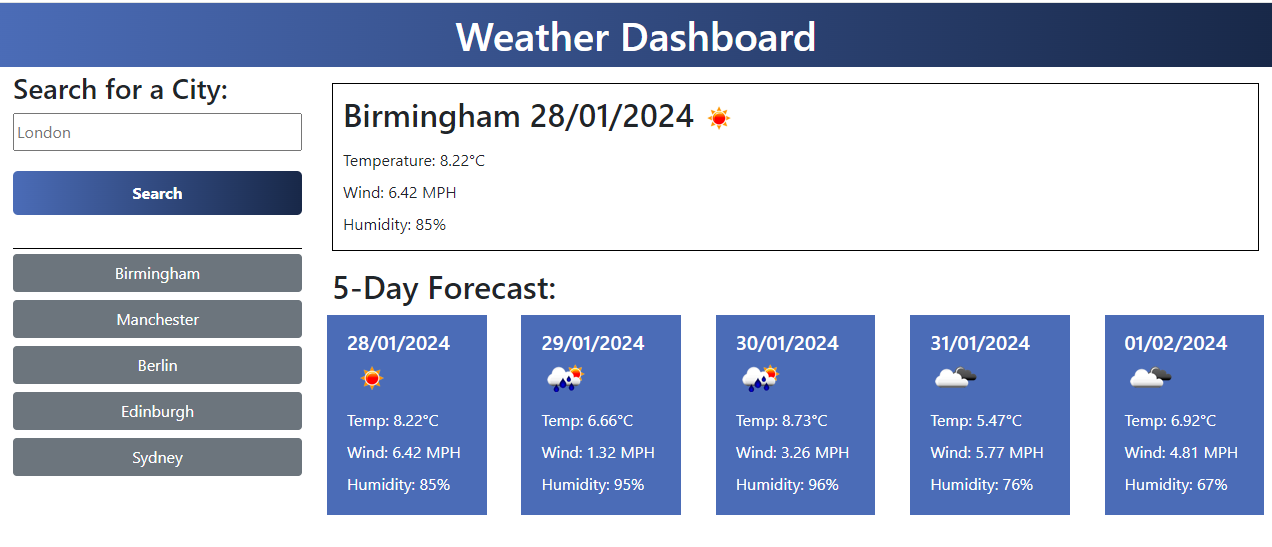 Weather Dashboard
Search for a City:
London
Search
Birmingham
Manchester
Berlin
Edinburgh
Sydney
Birmingham 28/01/2024
Temperature: 8.22°C
Wind: 6.42 MPH
Humidity: 85%
5-Day Forecast:
28/01/2024
Temp: 8.22°C
Wind: 6.42 MPH
Humidity: 85%
29/01/2024
Temp: 6.66°C
Wind: 1.32 MPH
Humidity: 95%
30/01/2024
Temp: 8.73°C
Wind: 3.26 MPH
Humidity: 96%
31/01/2024
Temp: 5.47°C
Wind: 5.77 MPH
Humidity: 76%
01/02/2024
Temp: 6.92°C
Wind: 4.81 MPH
Humidity: 67%